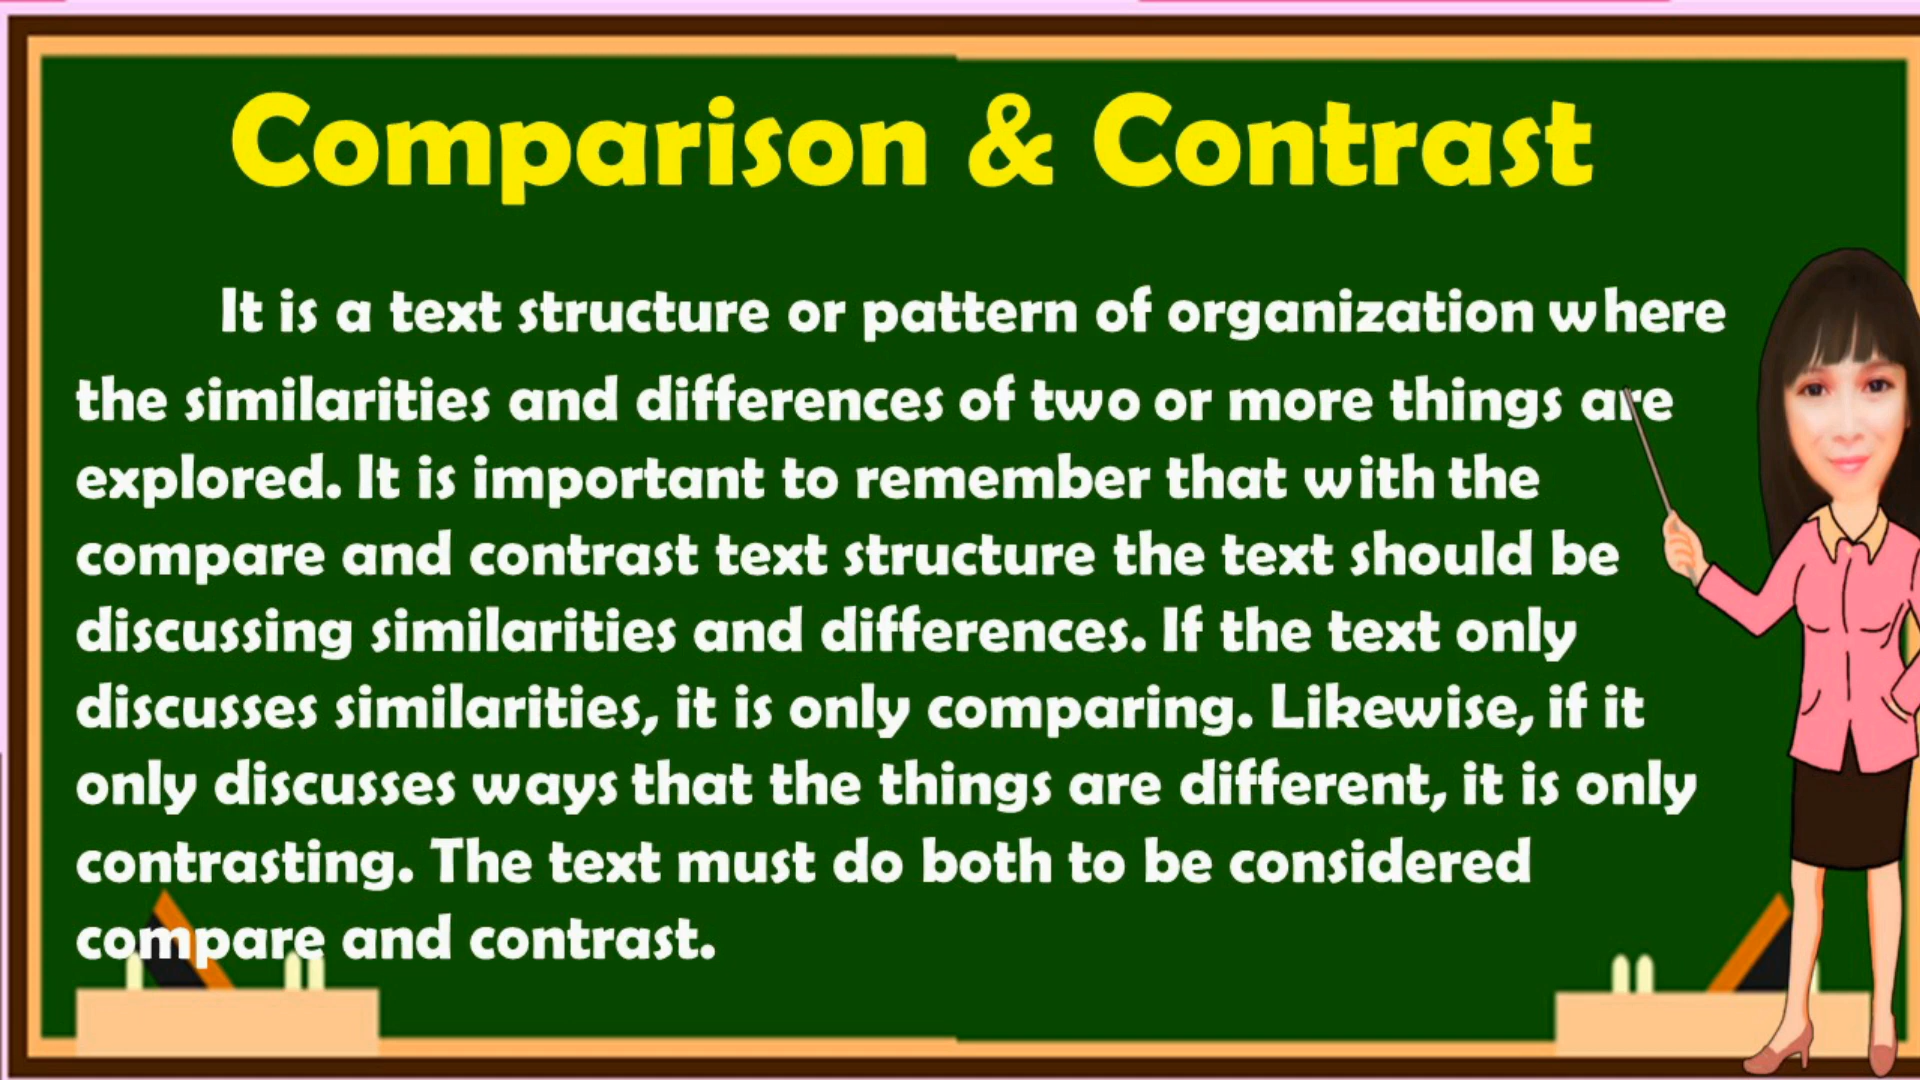 Comparison & Contrast
It is a text structure or pattern of organization where
the similarities and differences of two or more things are
explored. It is important to remember that with the
compare and contrast text structure the text should be
discussing similarities and differences. If the text only
discusses similarities, it is only comparing. Likewise, if it
only discusses ways that the things are different, it is only
contrasting. The text must do both to be considered
compare and contrast.